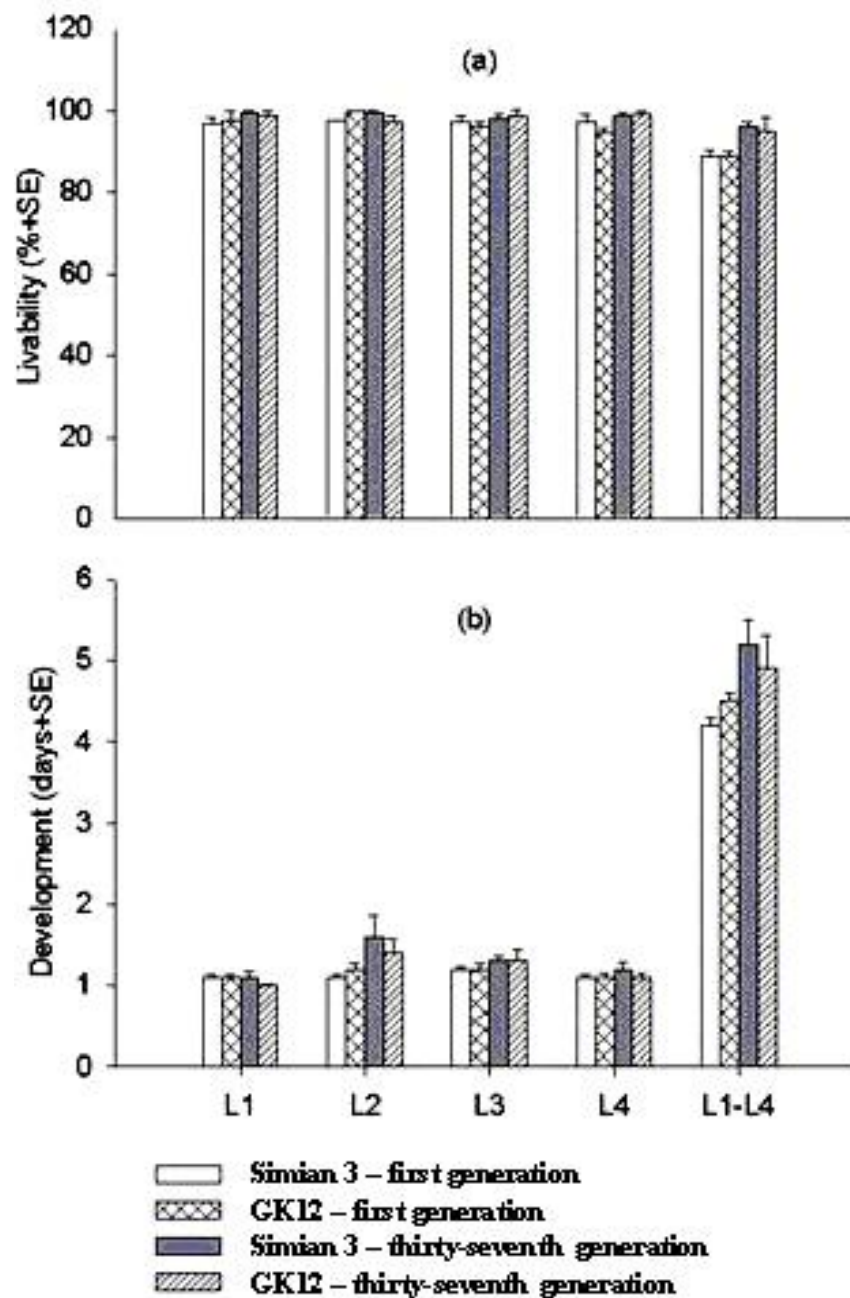 120
(a)
100
80
60
40
20
0
Livability (%+SE)
6
(b)
5
4
3
2
1
0
Development (days+SE)
L1 L2 L3 L4 L1-L4
Simian 3 – first generation
GK12 – first generation
Simian 3 – thirty-seventh generation
GK12 – thirty-seventh generation